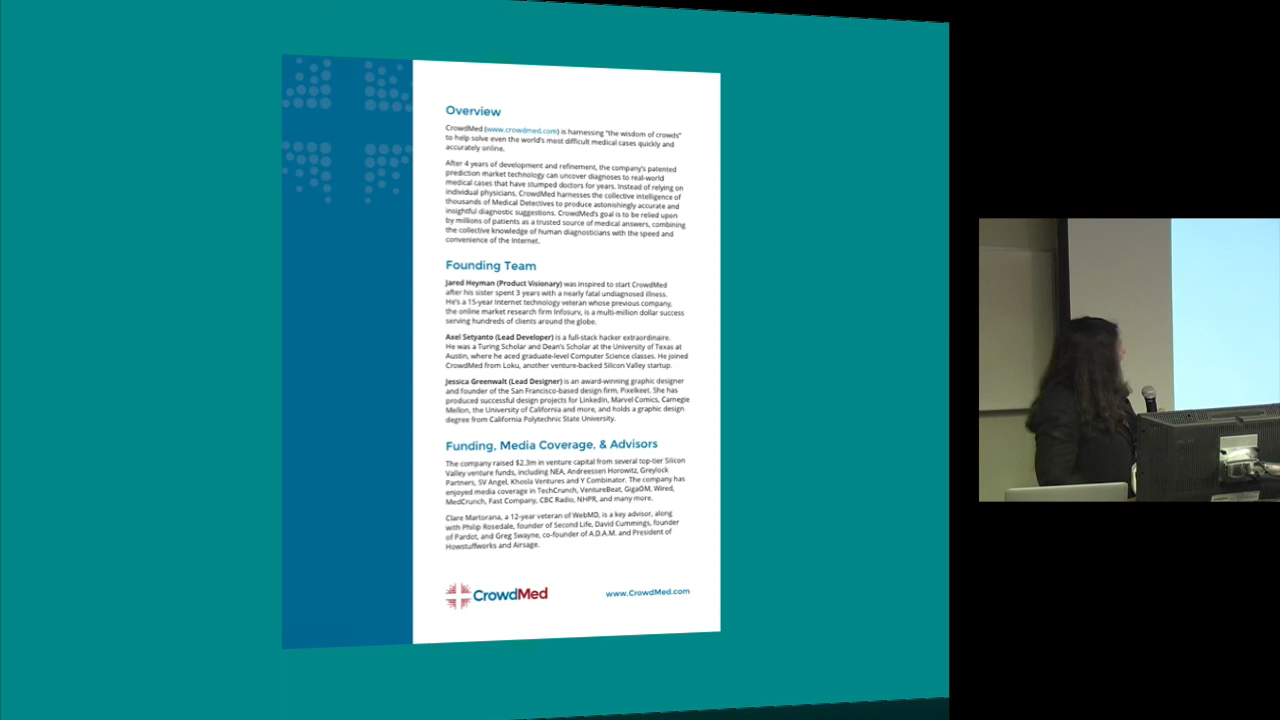 Overview
CrowdMed (www.crowdmed.com) is harnessing "the wisdom of crowds"
to help solve even the world's most difficult medical cases quickly and
accurately online.
After 4 years of development and refinement, the company's patented
prediction market technology can uncover diagnoses to real-world
medical cases that have stumped doctors for years. Instead of relying on
individual physicians, CrowdMed harnesses the collective intelligence of
thousands of Medical Detectives to produce astonishingly accurate and
insightful diagnostic suggestions. CrowdMed's goal is to be relied upon
by millions of patients as a trusted source of medical answers, combining
the collective knowledge of human diagnosticians with the speed and
convenience of the Internet.
Founding Team
Jared Heyman (Product Visionary) was inspired to start CrowdMed
after his sister spent 3 years with a nearly fatal undiagnosed illness.
He's a 15-year Internet technology veteran whose previous company,
the online market research firm Infosurv, is a multi-million dollar success
serving hundreds of clients around the globe.
Axel Setyanto (Lead Developer) is a full-stack hacker extraordinaire.
He was a Turing Scholar and Dean's Scholar at the University of Texas at
Austin, where he aced graduate-level Computer Science classes. He joined
CrowdMed from Loku, another venture-backed Silicon Valley startup.
Jessica Greenwalt (Lead Designer) is an award-winning graphic designer
and founder of the San Francisco-based design firm, Pixelkeet. She has
produced successful design projects for LinkedIn, Marvel Comics, Carnegie
Mellon, the University of California and more, and holds a graphic design
degree from California Polytechnic State University.
Funding, Media Coverage, & Advisors
The company raised $2.3m in venture capital from several top-tier Silicon
Valley venture funds, including NEA, Andreessen Horowitz, Greylock
Partners, SV Angel, Khosla Ventures and Y Combinator. The company has
enjoyed media coverage in TechCrunch, VentureBeat, GigaOM, Wired,
MedCrunch, Fast Company, CBC Radio, NHPR, and many more.
Clare Martorana, a 12-year veteran of WebMD, is a key advisor, along
with Philip Rosedale, founder of Second Life, David Cummings, founder
of Pardot, and Greg Swayne, co-founder of A.D.A.M. and President of
Howstuffworks and Airsage.
CrowdMed
www.CrowdMed.com